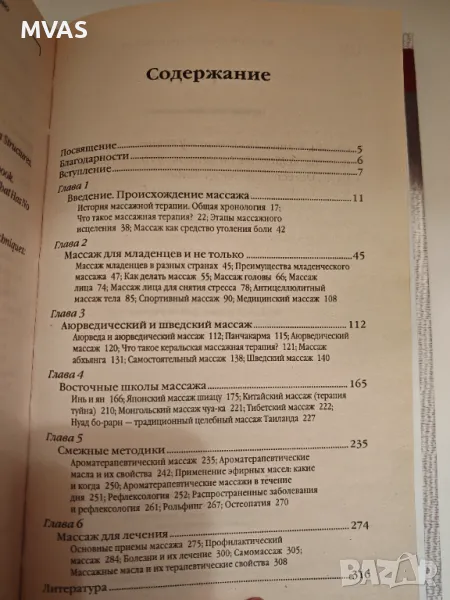 MVAS
Structures,
Содержание
Посвящение 5
Благодарности 6
Вступление 7
Глава 1
Введение. Происхождение массажа 11
История массажной терапии. Общая хронология 17;
Что такое массажная терапия? 22; Этапы массажного
исцеления 38; Массаж как средство утоления боли 42
Глава 2
Массаж для младенцев и не только 45
Массаж младенцев в разных странах 45; Преимущества младенческого
массажа 47; Как делать массаж 55; Массаж головы 66; Массаж
лица 74; Массаж лица для снятия стресса 78; Антицеллюлитный
массаж тела 85; Спортивный массаж 90; Медицинский массаж 108
Глава 3
Аюрведический и шведский массаж 112
Аюрведа и аюрведический массаж 112; Панчакарма 115; Аюрведический
массаж 120; Что такое керальская массажная терапия? 121; Массаж
абхьянга 131; Самостоятельный массаж 138; Шведский массаж 140
Глава 4
Восточные школы массажа 165
Инь и ян 166; Японский массаж шиацу 175; Китайский массаж (терапия
туйна) 210; Монгольский массаж чуа-ка 221; Тибетский массаж 222;
Нуад бо-рарн — традиционный целебный массаж Таиланда 227
Глава 5
Смежные методики 235
Ароматерапевтический массаж 235; Ароматерапевтические
масла и их свойства 242; Применение эфирных масел: какие
и когда 250; Ароматерапевтические массажи в течение
дня 251; Рефлексология 252; Распространенные заболевания
и рефлексология 261; Рольфинг 267; Остеопатия 270
Глава 6
Массаж для лечения 274
Основные приемы массажа 275; Профилактический
массаж 284; Болезни и их лечение 300; Самомассаж 305;
Массажные масла и их терапевтические свойства 308
Литература 316
BAZAR